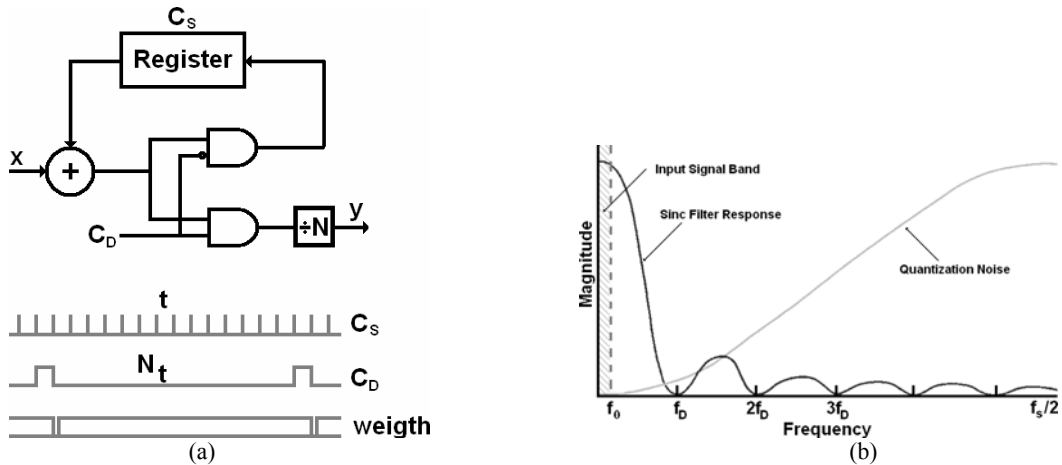 C_S
Register
x
+
C_D
÷N
y
t
C_S
N_t
C_D
weigth
(a)
Input Signal Band
Sinc Filter Response
Quantization Noise
Magnitude
f_0 f_D 2f_D 3f_D f_s/2
Frequency
(b)